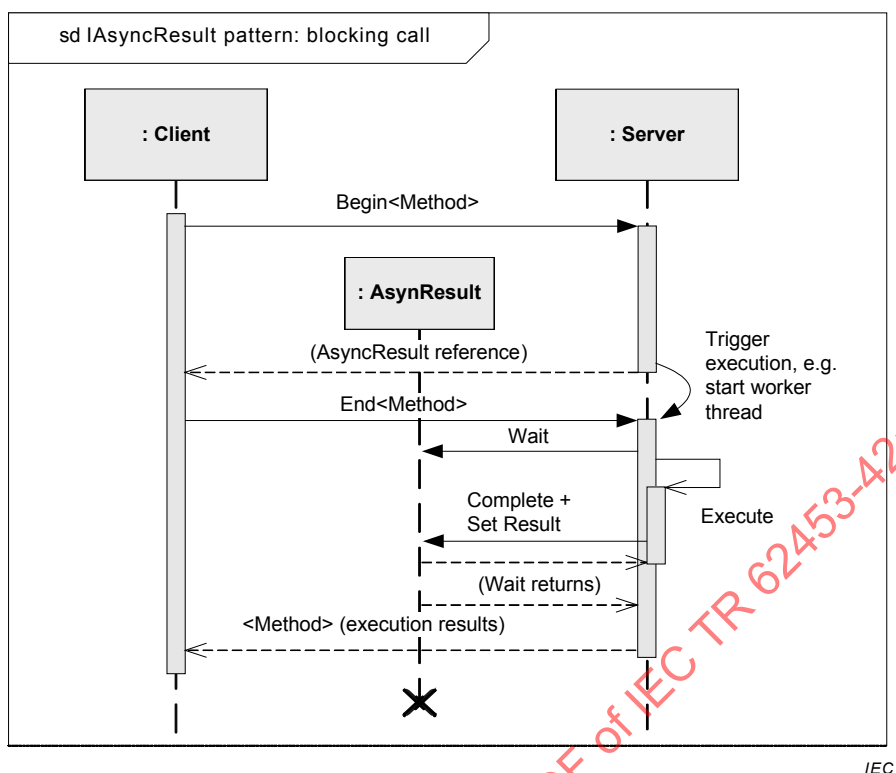 sd IAsyncResult pattern: blocking call
: Client
: Server
Begin<Method>
: AsynResult
(AsyncResult reference)
Trigger
execution, e.g.
start worker
thread
End<Method>
Wait
Complete +
Set Result
Execute
(Wait returns)
<Method> (execution results)
OF of IEC TR 62453-42
IEC